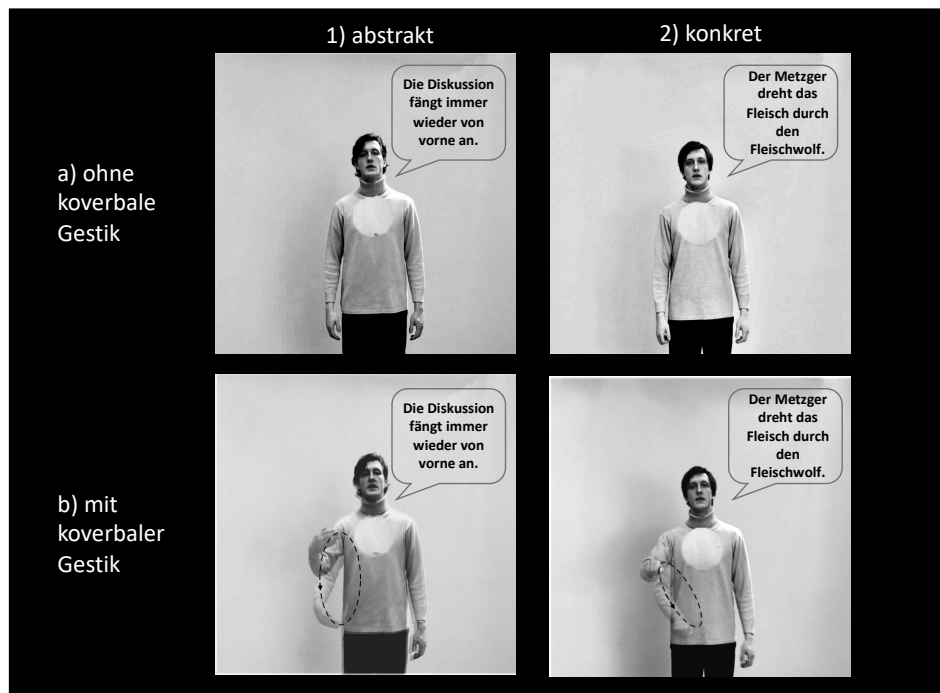 1) abstrakt
2) konkret
a) ohne
koverbale
Gestik
Die Diskussion
fängt immer
wieder von
vorne an.
Der Metzger
dreht das
Fleisch durch
den
Fleischwolf.
b) mit
koverbaler
Gestik
Die Diskussion
fängt immer
wieder von
vorne an.
Der Metzger
dreht das
Fleisch durch
den
Fleischwolf.